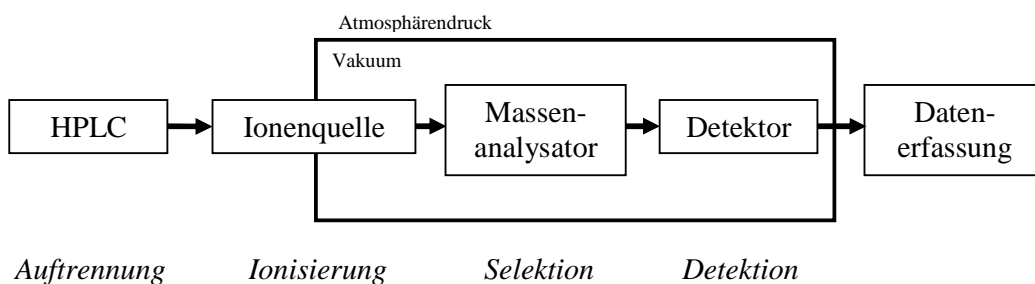 Atmosphärendruck
Vakuum
HPLC
Ionenquelle
Massen-
analysator
Detektor
Daten-
erfassung
Auftrennung
Ionisierung
Selektion
Detektion